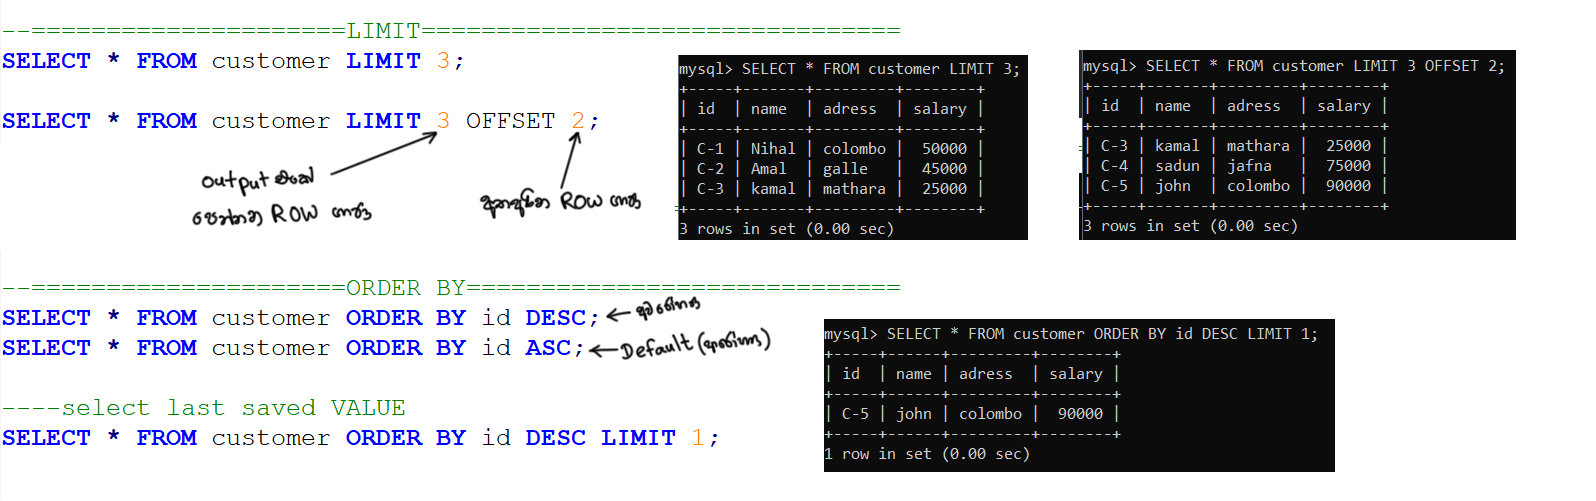 --=====================LIMIT================================
SELECT * FROM customer LIMIT 3;
SELECT * FROM customer LIMIT 3 OFFSET 2;
output එකේ
පෙන්නන ROW ගාන
අතඅරින ROW ගාන
mysql> SELECT * FROM customer LIMIT 3;
+-----+-------+---------+--------+
| id  | name  | adress  | salary |
+-----+-------+---------+--------+
| C-1 | Nihal | colombo |  50000 |
| C-2 | Amal  | galle   |  45000 |
| C-3 | kamal | mathara |  25000 |
+-----+-------+---------+--------+
3 rows in set (0.00 sec)
mysql> SELECT * FROM customer LIMIT 3 OFFSET 2;
+-----+-------+---------+--------+
| id  | name  | adress  | salary |
+-----+-------+---------+--------+
| C-3 | kamal | mathara |  25000 |
| C-4 | sadun | jafna   |  75000 |
| C-5 | john  | colombo |  90000 |
+-----+-------+---------+--------+
3 rows in set (0.00 sec)
--=====================ORDER BY=============================
SELECT * FROM customer ORDER BY id DESC;
SELECT * FROM customer ORDER BY id ASC; Default (ආරෝහණ)
----select last saved VALUE
SELECT * FROM customer ORDER BY id DESC LIMIT 1;
mysql> SELECT * FROM customer ORDER BY id DESC LIMIT 1;
+-----+------+---------+--------+
| id  | name | adress  | salary |
+-----+------+---------+--------+
| C-5 | john | colombo |  90000 |
+-----+------+---------+--------+
1 row in set (0.00 sec)